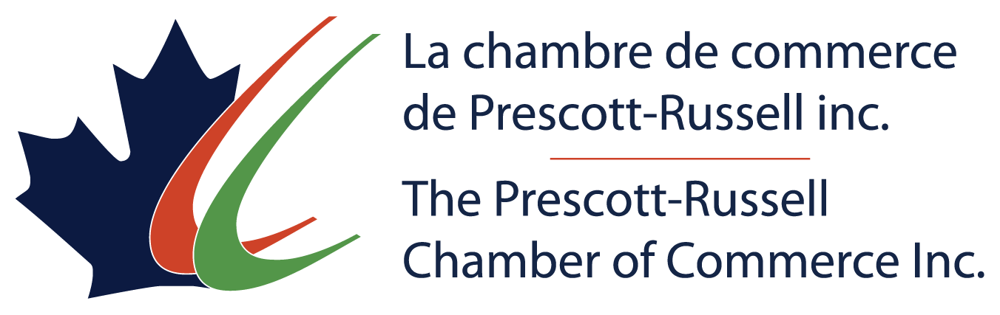 La chambre de commerce
de Prescott-Russell inc.
The Prescott-Russell
Chamber of Commerce Inc.